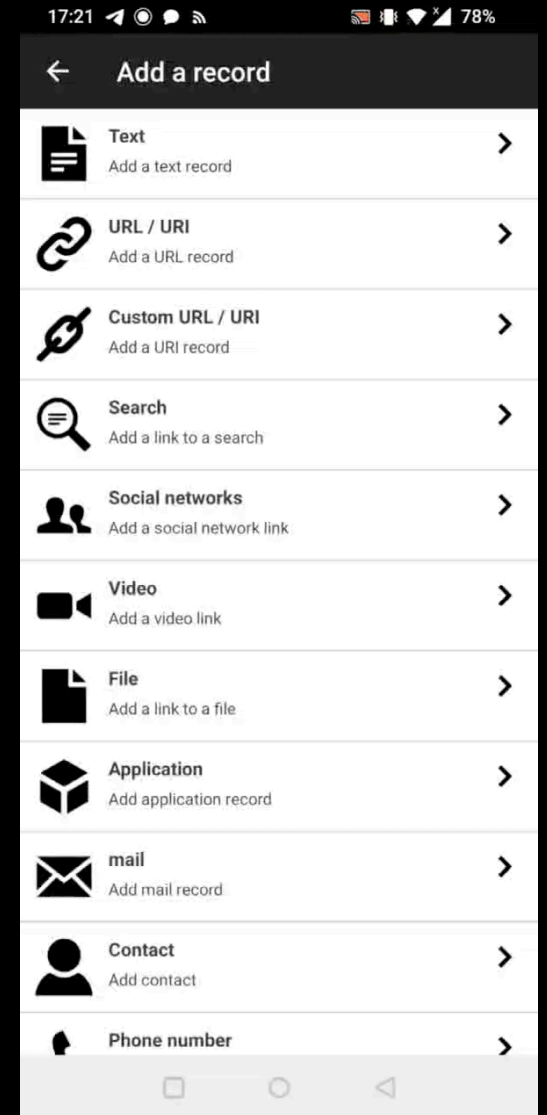 17:21
78%
Add a record
Text
Add a text record
URL / URI
Add a URL record
Custom URL / URI
Add a URI record
Search
Add a link to a search
Social networks
Add a social network link
Video
Add a video link
File
Add a link to a file
Application
Add application record
mail
Add mail record
Contact
Add contact
Phone number